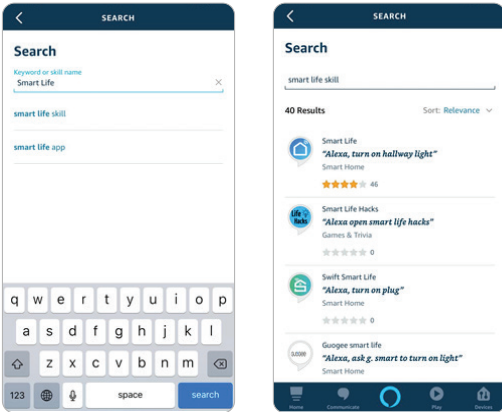 SEARCH
Search
Keyword or skill name
Smart Life
smart life skill
smart life app
q w e r t y u i o p
a s d f g h j k l
z x c v b n m
123 space search
SEARCH
Search
smart life skill
40 Results Sort: Relevance
Smart Life
"Alexa, turn on hallway light"
Smart Home
46
Life Hacks
Smart Life Hacks
"Alexa open smart life hacks"
Games & Trivia
0
Swift Smart Life
"Alexa, turn on plug"
Smart Home
0
Guogee smart life
"Alexa, ask g. smart to turn on light"
Smart Home
Home Communicate Play Devices